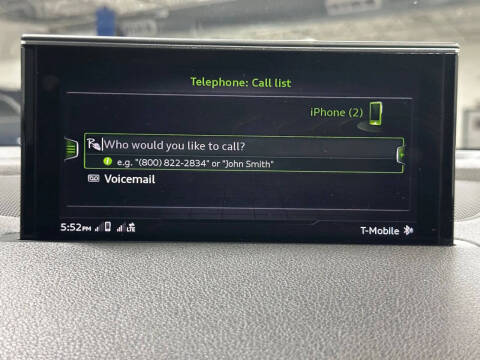 Telephone: Call list
iPhone (2)
Who would you like to call?
e.g. "(800) 822-2834" or "John Smith"
Voicemail
5:52PM LTE T-Mobile